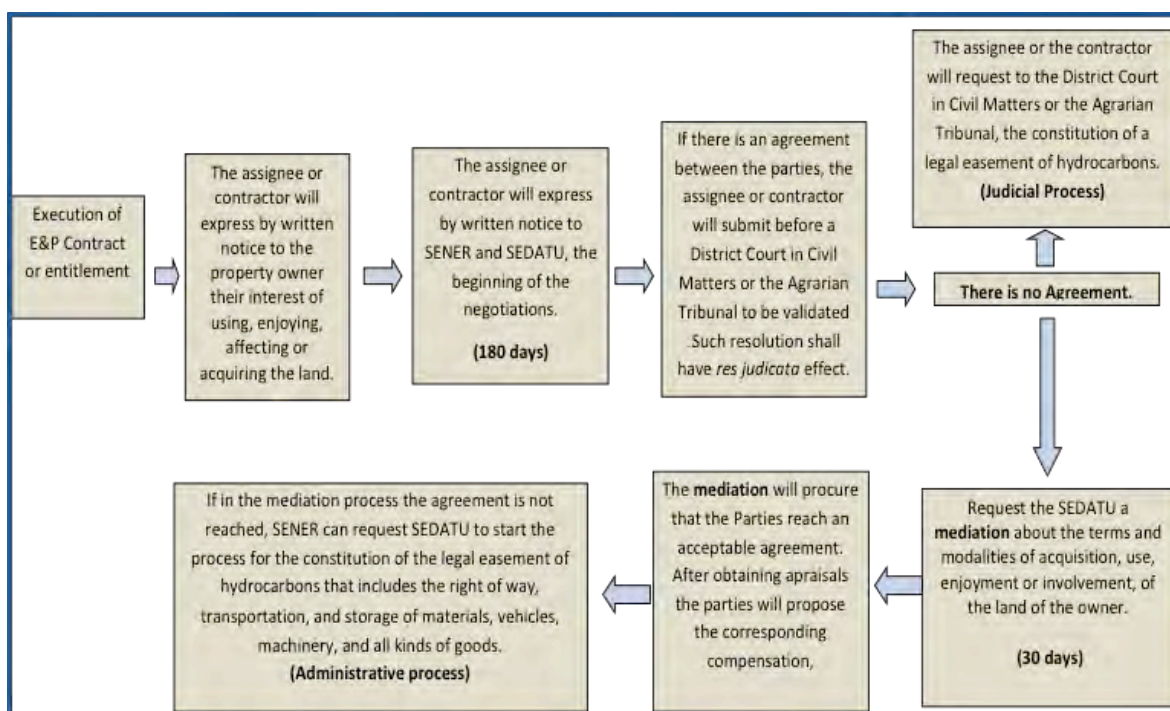 Execution of
E&P Contract
or entitlement
The assignee or
contractor will
express by written
notice to the
property owner
their interest of
using, enjoying,
affecting or
acquiring the land.
The assignee or
contractor will express
by written notice to
SENER and SEDATU, the
beginning of the
negotiations.
(180 days)
If there is an agreement
between the parties, the
assignee or contractor
will submit before a
District Court in Civil
Matters or the Agrarian
Tribunal to be validated
.Such resolution shall
have res judicata effect.
There is no Agreement.
The assignee or the contractor
will request to the District Court
in Civil Matters or the Agrarian
Tribunal, the constitution of a
legal easement of hydrocarbons.
(Judicial Process)
Request the SEDATU a
mediation about the terms and
modalities of acquisition, use,
enjoyment or involvement, of
the land of the owner.
(30 days)
The mediation will procure
that the Parties reach an
acceptable agreement.
After obtaining appraisals
the parties will propose
the corresponding
compensation,
If in the mediation process the agreement is not
reached, SENER can request SEDATU to start the
process for the constitution of the legal easement of
hydrocarbons that includes the right of way,
transportation, and storage of materials, vehicles,
machinery, and all kinds of goods.
(Administrative process)